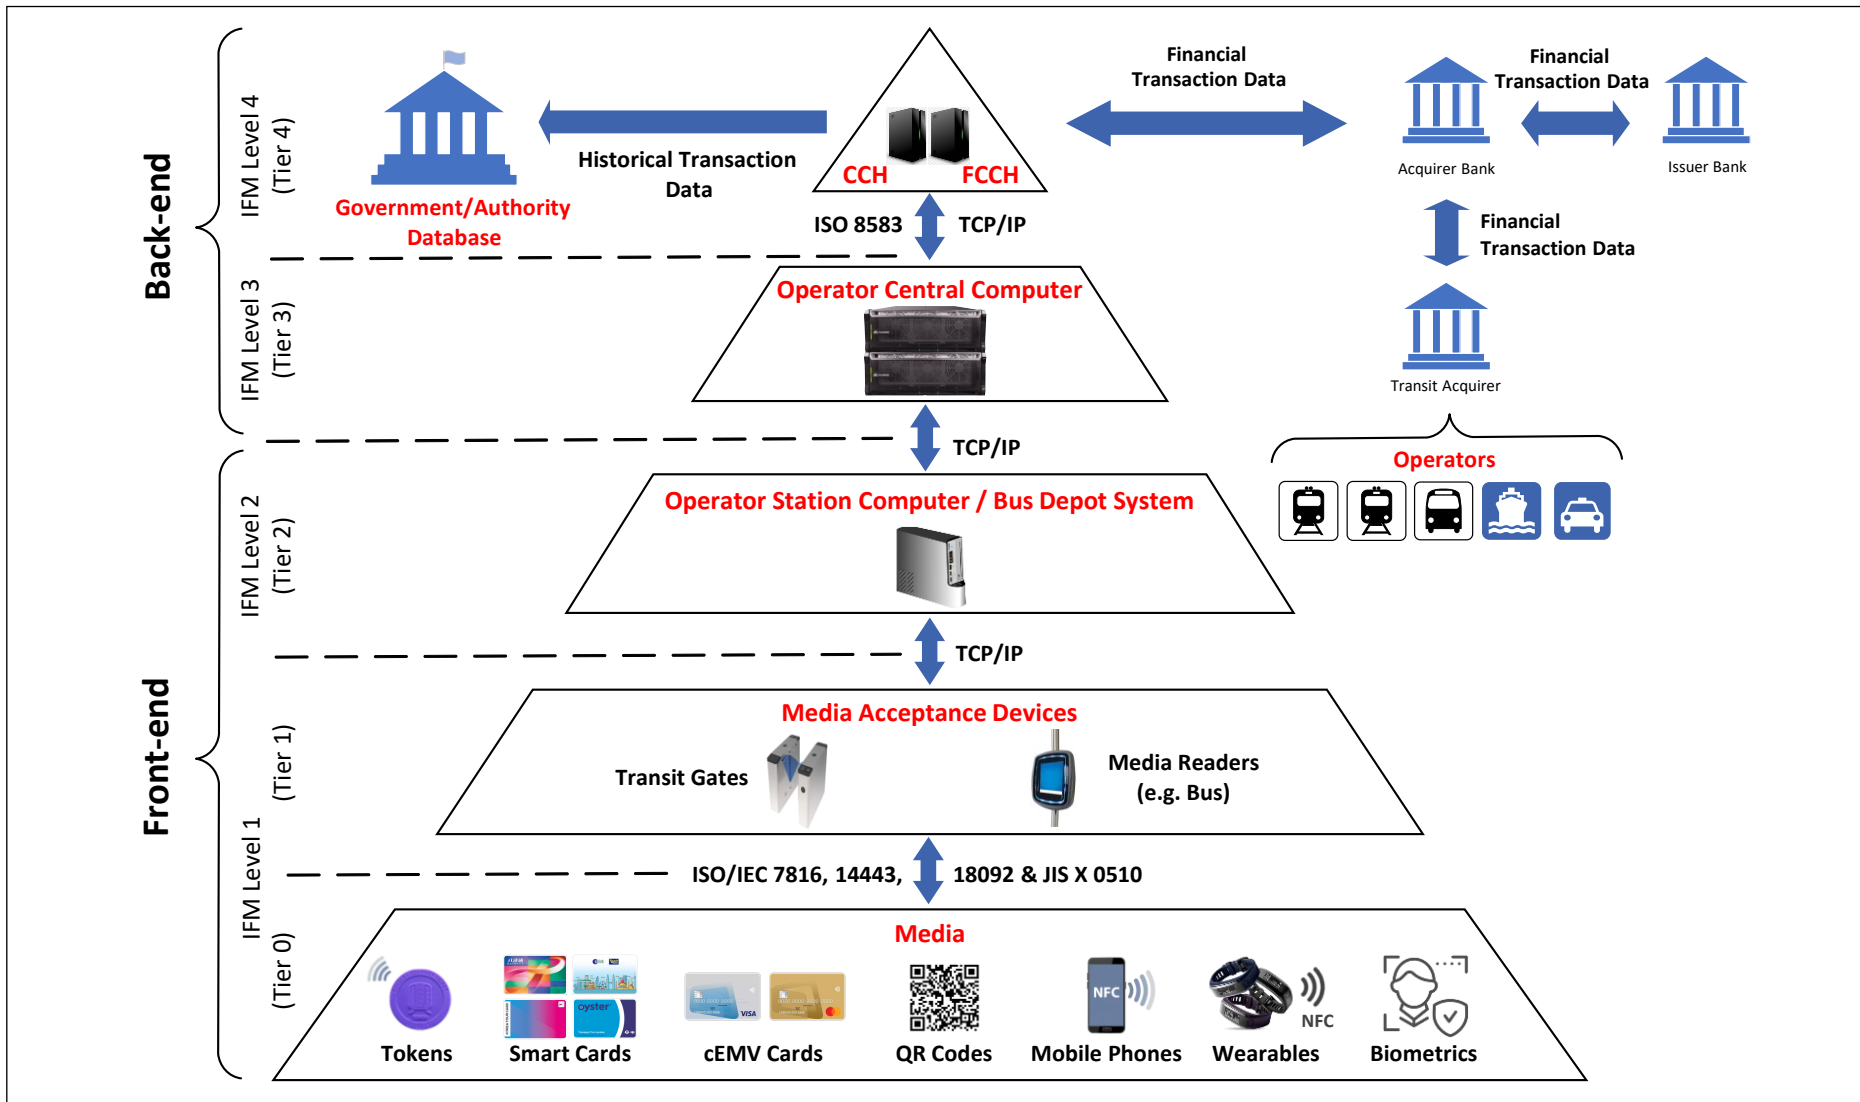 Back-end
IFM Level 4
(Tier 4)
IFM Level 3
(Tier 3)
Front-end
IFM Level 2
(Tier 2)
IFM Level 1
(Tier 1)
(Tier 0)
Government/Authority
Database
Historical Transaction
Data
CCH
FCCH
Financial
Transaction Data
Acquirer Bank
Financial
Transaction Data
Issuer Bank
ISO 8583
TCP/IP
Financial
Transaction Data
Operator Central Computer
Transit Acquirer
TCP/IP
Operators
Operator Station Computer / Bus Depot System
TCP/IP
Media Acceptance Devices
Transit Gates
Media Readers
(e.g. Bus)
ISO/IEC 7816, 14443,
18092 & JIS X 0510
Media
oyster
VISA
NFC
NFC
Tokens
Smart Cards
cEMV Cards
QR Codes
Mobile Phones
Wearables
Biometrics